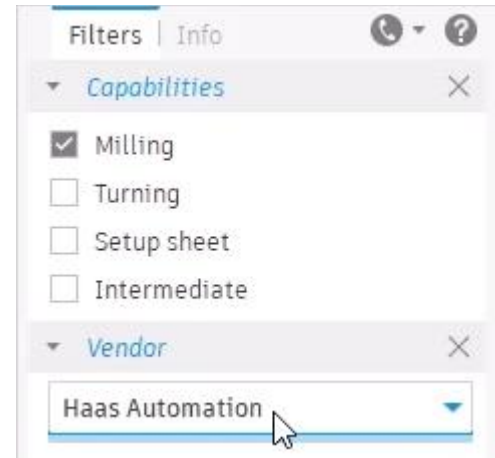 Filters | Info
Capabilities
Milling
Turning
Setup sheet
Intermediate
Vendor
Haas Automation